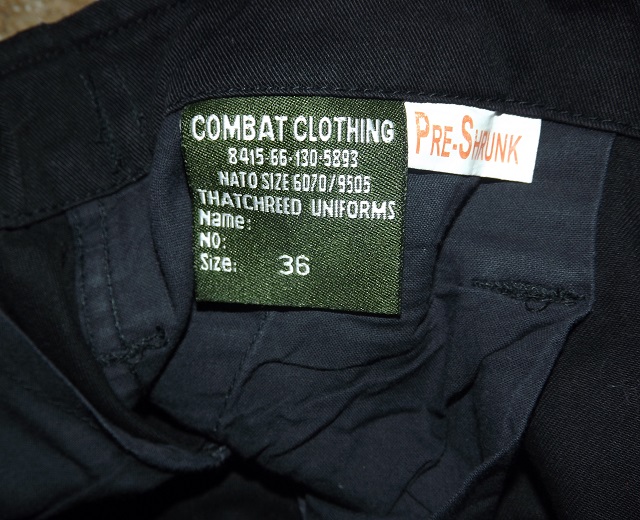 COMBAT CLOTHING
8415-66-130-5893
NATO SIZE 6070/9505
THATCHREED UNIFORMS
Name:
NO:
Size: 36
PRE-SHRUNK